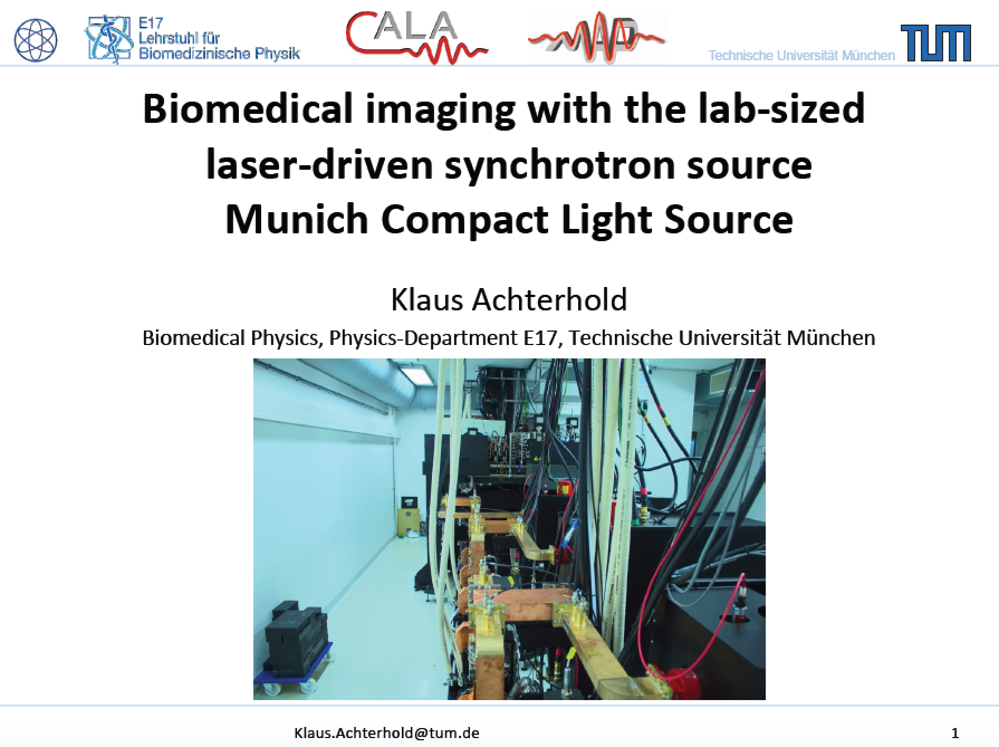 E17
Lehrstuhl für
Biomedizinische Physik
CALA
MAP
Technische Universität München
TUM
Biomedical imaging with the lab-sized
laser-driven synchrotron source
Munich Compact Light Source
Klaus Achterhold
Biomedical Physics, Physics-Department E17, Technische Universität München
Klaus.Achterhold@tum.de
1